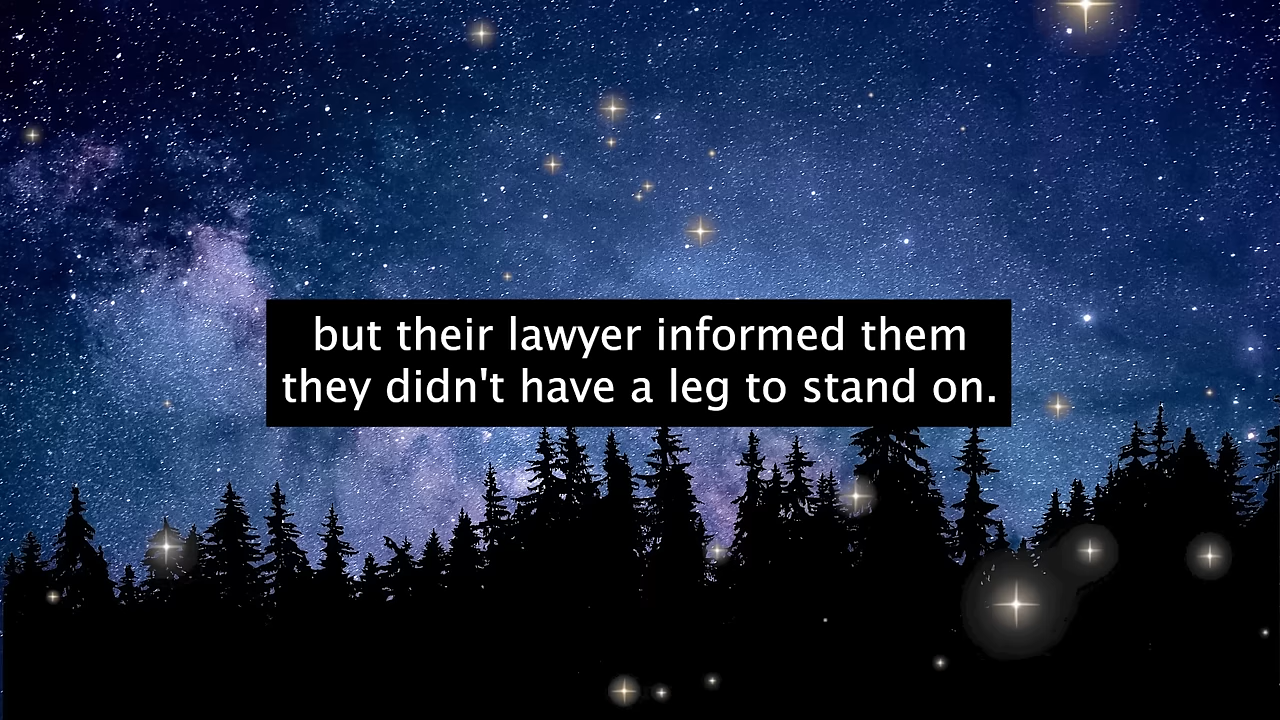 but their lawyer informed them
they didn't have a leg to stand on.